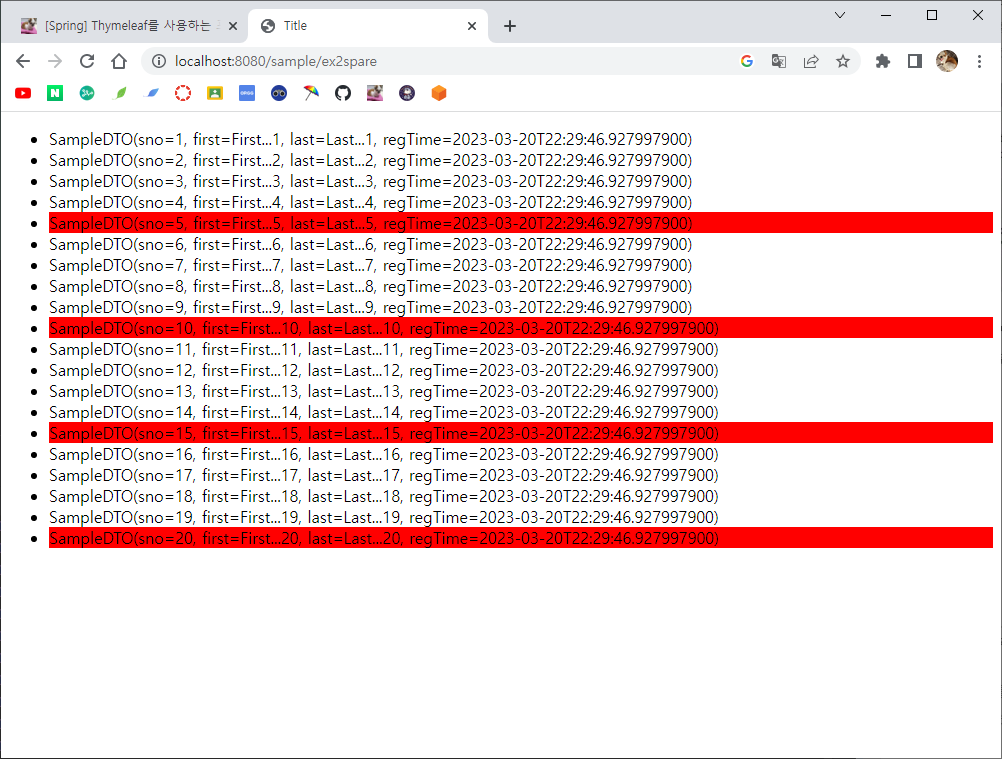 [Spring] Thymeleaf를 사용하는
Title
localhost:8080/sample/ex2spare
SampleDTO(sno=1, first=First...1, last=Last...1, regTime=2023-03-20T22:29:46.927997900)
SampleDTO(sno=2, first=First...2, last=Last...2, regTime=2023-03-20T22:29:46.927997900)
SampleDTO(sno=3, first=First...3, last=Last...3, regTime=2023-03-20T22:29:46.927997900)
SampleDTO(sno=4, first=First...4, last=Last...4, regTime=2023-03-20T22:29:46.927997900)
SampleDTO(sno=5, first=First...5, last=Last...5, regTime=2023-03-20T22:29:46.927997900)
SampleDTO(sno=6, first=First...6, last=Last...6, regTime=2023-03-20T22:29:46.927997900)
SampleDTO(sno=7, first=First...7, last=Last...7, regTime=2023-03-20T22:29:46.927997900)
SampleDTO(sno=8, first=First...8, last=Last...8, regTime=2023-03-20T22:29:46.927997900)
SampleDTO(sno=9, first=First...9, last=Last...9, regTime=2023-03-20T22:29:46.927997900)
SampleDTO(sno=10, first=First...10, last=Last...10, regTime=2023-03-20T22:29:46.927997900)
SampleDTO(sno=11, first=First...11, last=Last...11, regTime=2023-03-20T22:29:46.927997900)
SampleDTO(sno=12, first=First...12, last=Last...12, regTime=2023-03-20T22:29:46.927997900)
SampleDTO(sno=13, first=First...13, last=Last...13, regTime=2023-03-20T22:29:46.927997900)
SampleDTO(sno=14, first=First...14, last=Last...14, regTime=2023-03-20T22:29:46.927997900)
SampleDTO(sno=15, first=First...15, last=Last...15, regTime=2023-03-20T22:29:46.927997900)
SampleDTO(sno=16, first=First...16, last=Last...16, regTime=2023-03-20T22:29:46.927997900)
SampleDTO(sno=17, first=First...17, last=Last...17, regTime=2023-03-20T22:29:46.927997900)
SampleDTO(sno=18, first=First...18, last=Last...18, regTime=2023-03-20T22:29:46.927997900)
SampleDTO(sno=19, first=First...19, last=Last...19, regTime=2023-03-20T22:29:46.927997900)
SampleDTO(sno=20, first=First...20, last=Last...20, regTime=2023-03-20T22:29:46.927997900)